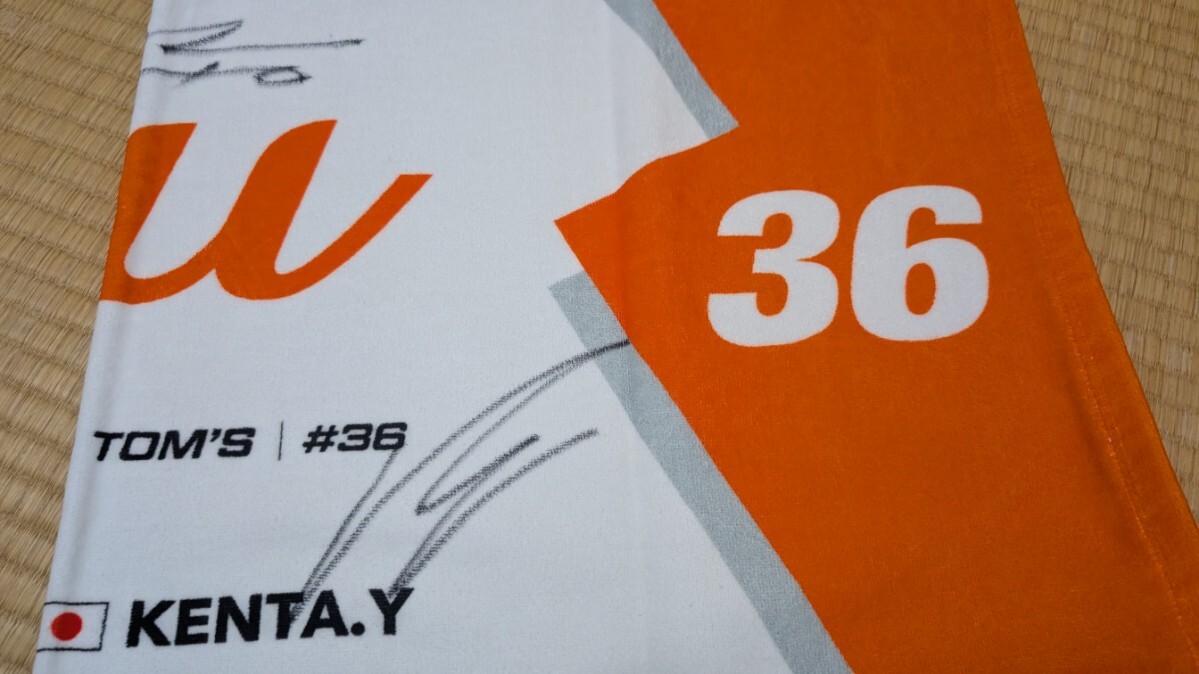 u
36
TOM'S | #36
KENTA.Y